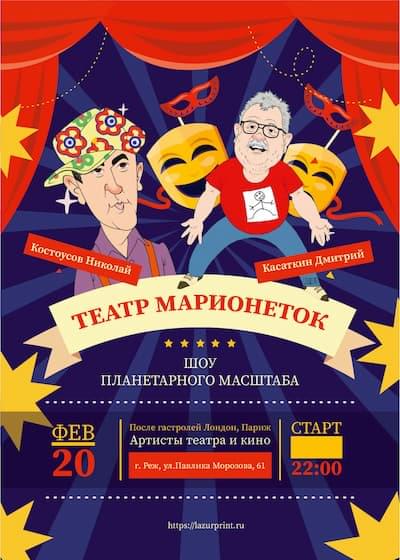 Костоусов Николай
Касаткин Дмитрий
ТЕАТР МАРИОНЕТОК
ШОУ
ПЛАНЕТАРНОГО МАСШТАБА
ФЕВ
20
После гастролей Лондон, Париж
Артисты театра и кино
г. Реж, ул.Павлика Морозова, 61
СТАРТ
22:00
https://lazurprint.ru